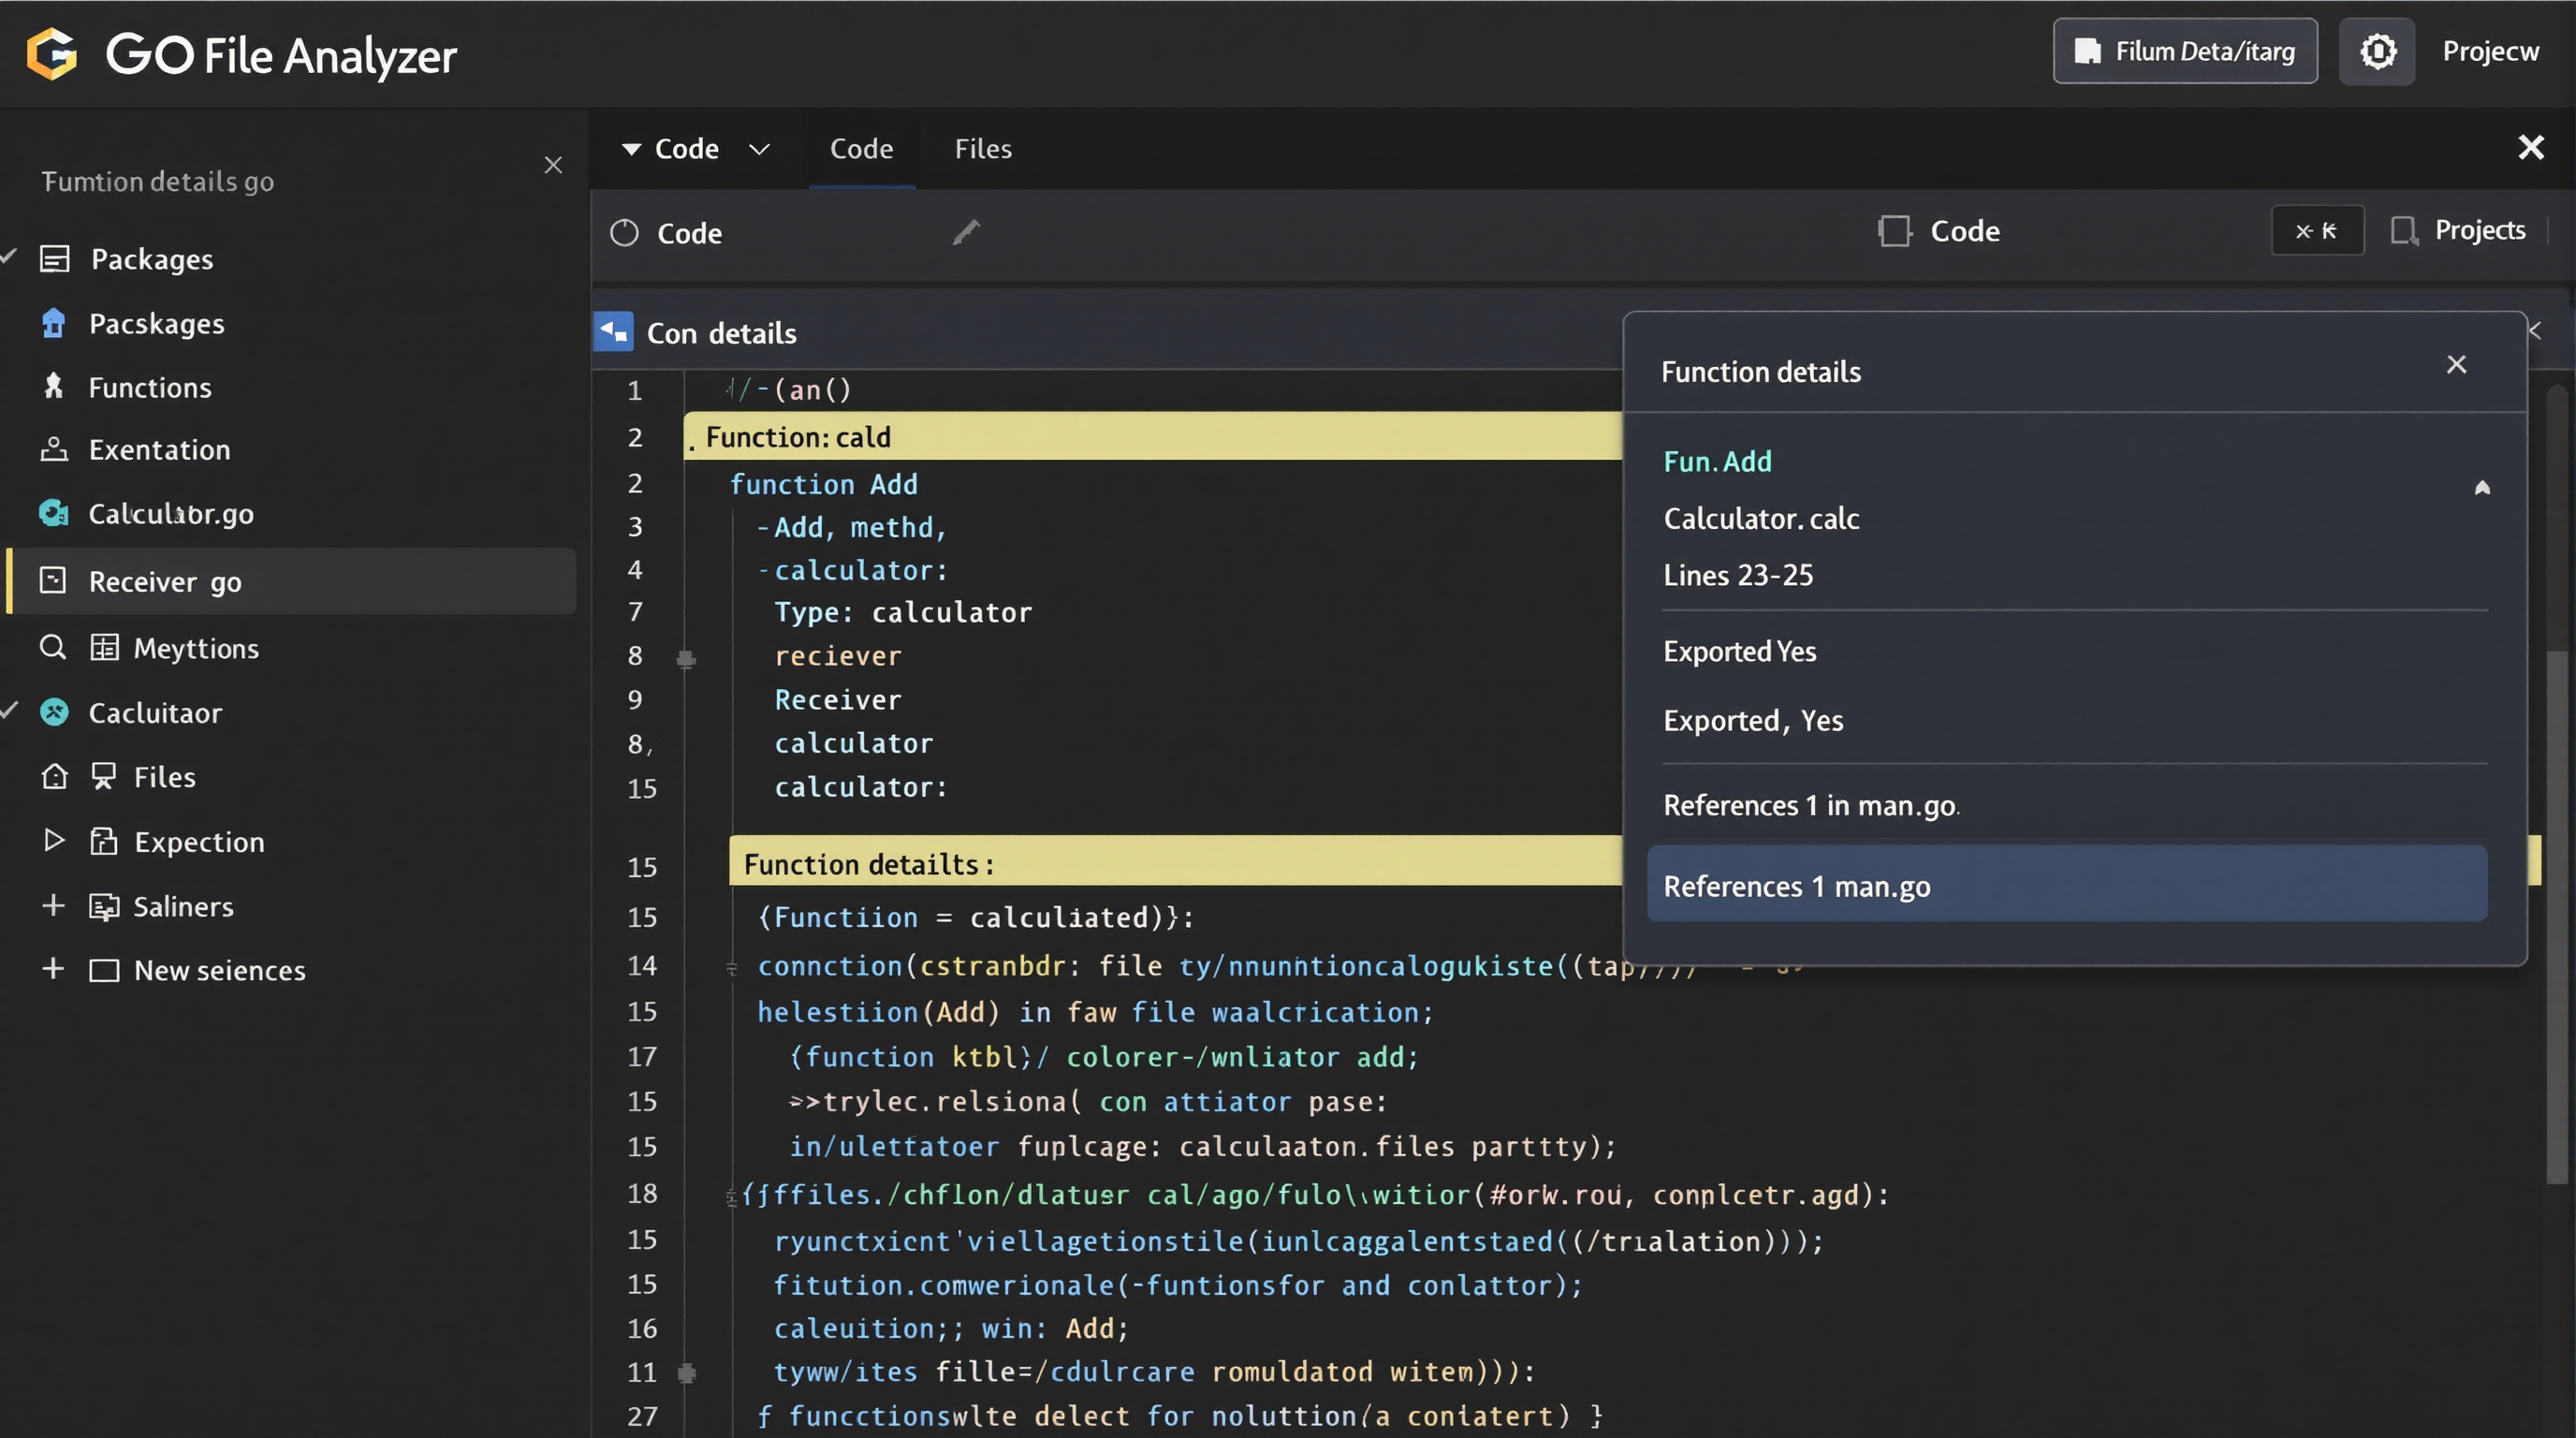 GO File Analyzer
Filum Deta/itarg
Projecw
Fumtion details go
Packages
Pacskages
Functions
Exentation
Calculator.go
Receiver go
Meyttions
Cacluitaor
Files
Expection
Saliners
New seiences
Code
Code
Files
Code
Code
Projects
Con details
1 //-(an()
2 Function: cald
2 function Add
3 -Add, methd,
4 -calculator:
7 Type: calculator
8 reciever
9 Receiver
8, calculator
15 calculator:
15 Function detailts:
15 (Functiion = calculiated)}:
14 connction(cstranbdr: file ty/nnunhtioncalogukiste((tap
15 helestiion(Add) in faw file waalcrication;
17 (function ktbl}/ colorer-/wnliator add;
15 >>trylec.relsiona( con attiator pase:
15 in/ulettatoer fuplcage: calculaaton.files parttty);
18 (jffiles./chflon/dlatusr cal/ago/fulo\witior(#orw.rou, conplcetr.agd):
15 ryunctxicnt'viellagetionstile(iunlcaggalentstaed((/trialation)));
15 fitution.comwerionale(-funtionsfor and conlattor);
16 caleuition;; win: Add;
11 tyww/ites fille=/cdulrcare romuldatod witem))):
27 f funcctionswlte delect for noluttion(a conlatert) }
Function details
Fun. Add
Calculator. calc
Lines 23-25
Exported Yes
Exported, Yes
References 1 in man.go.
References 1 man.go